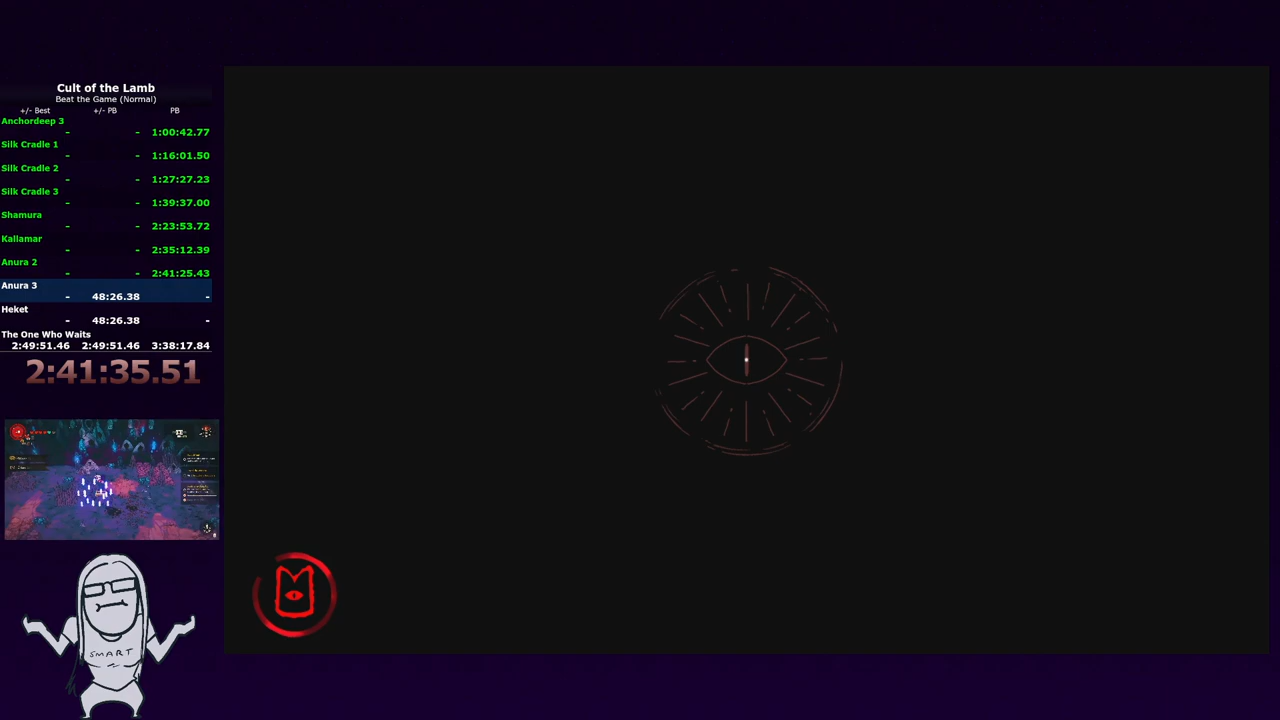 Cult of the Lamb
Beat the Game (Normal)
+/- Best +/- PB PB
Anchordeep 3
- - 1:00:42.77
Silk Cradle 1
- - 1:16:01.50
Silk Cradle 2
- - 1:27:27.23
Silk Cradle 3
- - 1:39:37.00
Shamura
- - 2:23:53.72
Kallamar
- - 2:35:12.39
Anura 2
- - 2:41:25.43
Anura 3
- 48:26.38 -
Heket
- 48:26.38 -
The One Who Waits
2:49:51.46 2:49:51.46 3:38:17.84
2:41:35.51
SMART